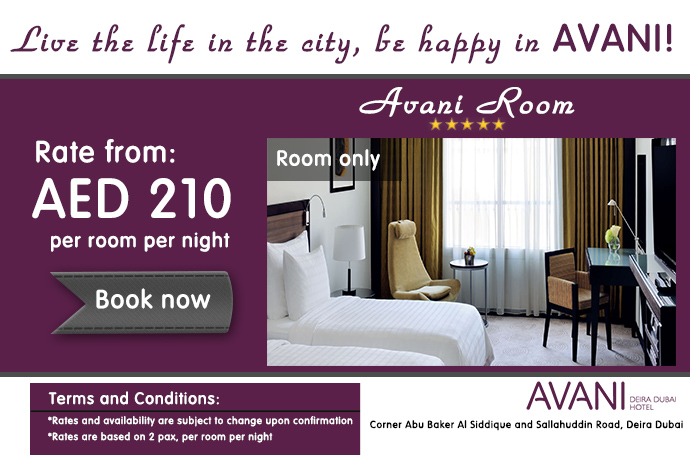 Live the life in the city, be happy in AVANI!
Avani Room
Rate from:
AED 210
per room per night
Book now
Room only
Terms and Conditions:
*Rates and availability are subject to change upon confirmation
*Rates are based on 2 pax, per room per night
AVANI DEIRA DUBAI
HOTEL
Corner Abu Baker Al Siddique and Sallahuddin Road, Deira Dubai